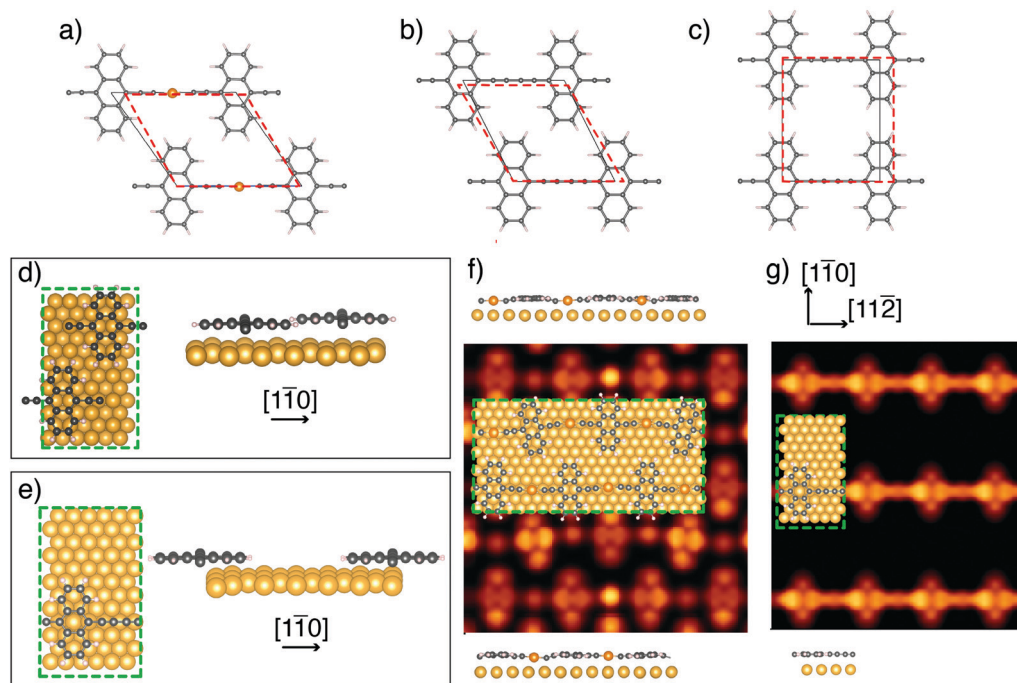 a)
b)
c)
d)
[11̅0]
e)
[11̅0]
f)
g)
[11̅0]
[112̅]